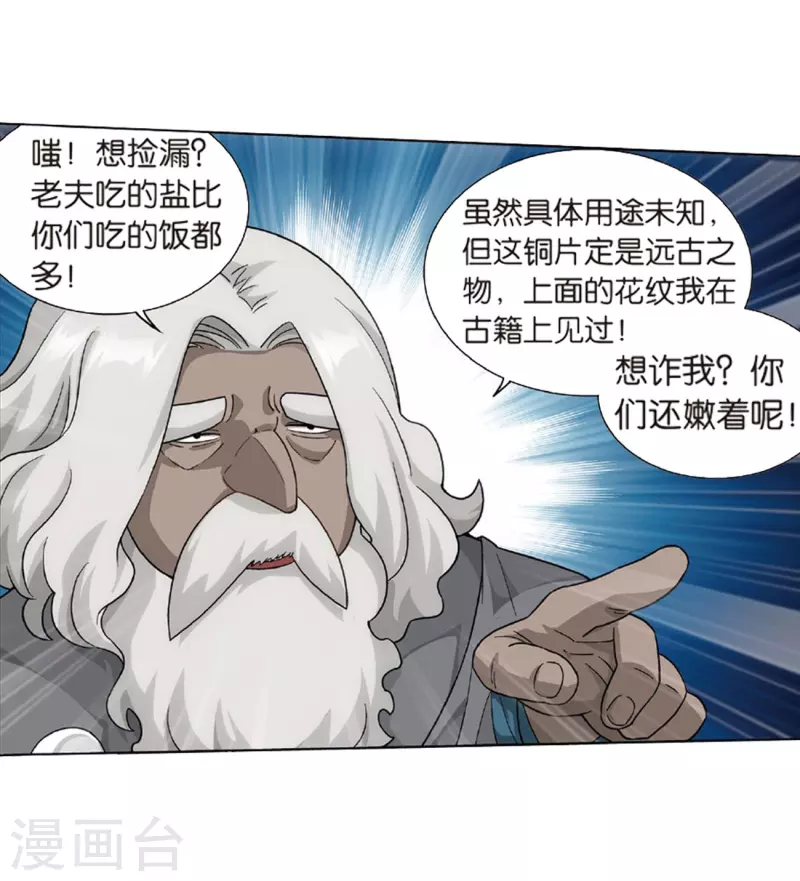 嗤！想捡漏？
老夫吃的盐比
你们吃的饭都
多！
虽然具体用途未知，
但这铜片定是远古之
物，上面的花纹我在
古籍上见过！
想诈我？你
们还嫩着呢！
漫画台